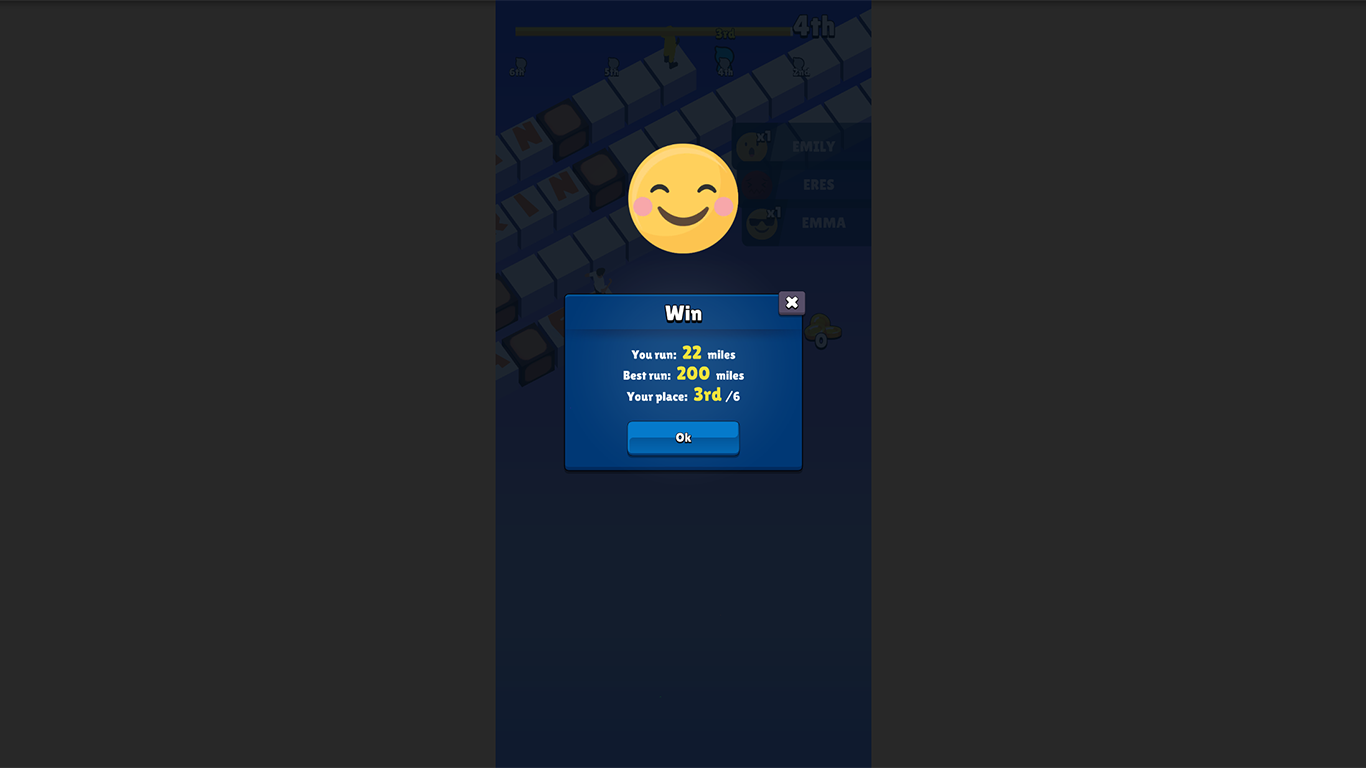 4th
3rd
6th
5th
4th
2nd
N
x1
EMILY
I N
ERES
x1
EMMA
Win
You run: 22 miles
0
Best run: 200 miles
Your place: 3rd /6
Ok